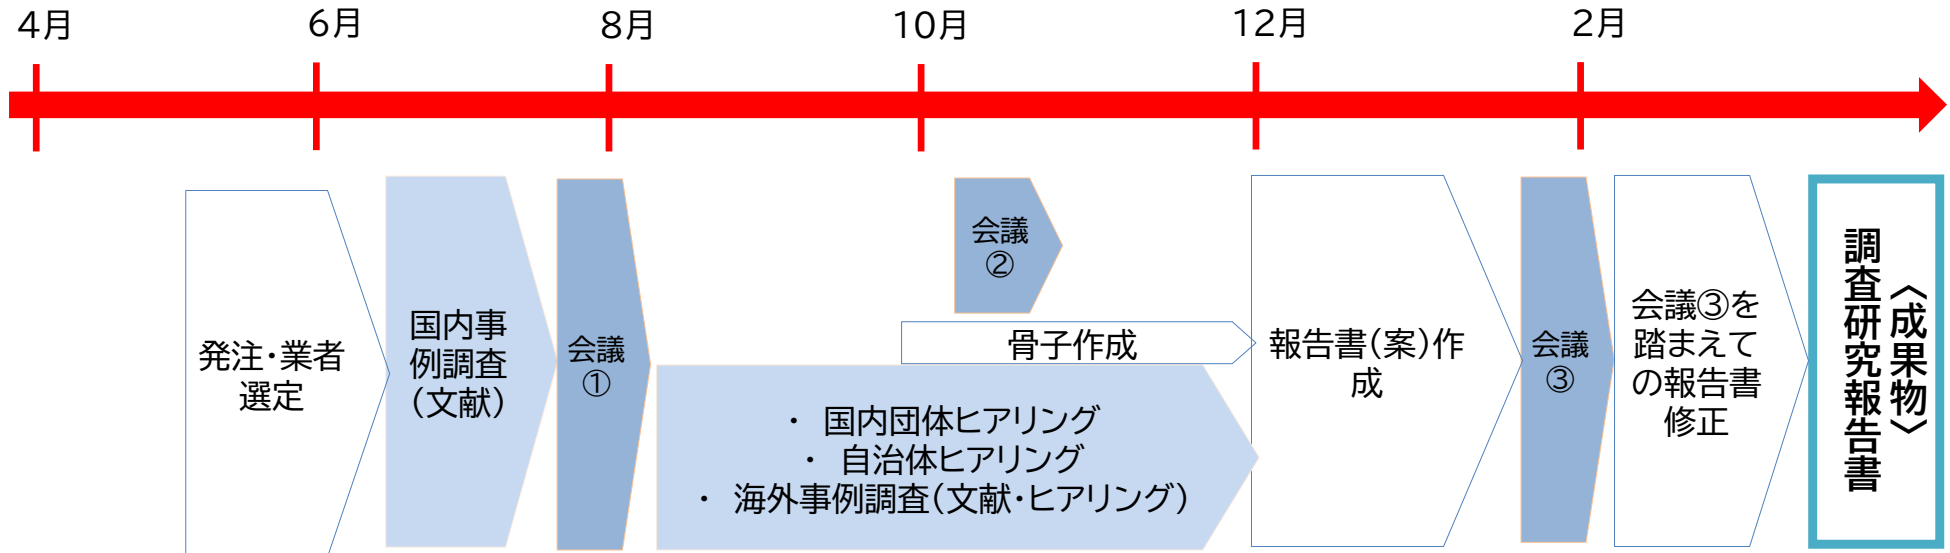 4月
6月
8月
10月
12月
2月
発注・業者
選定
国内事
例調査
（文献）
会議
①
会議
②
骨子作成
・ 国内団体ヒアリング
・ 自治体ヒアリング
・ 海外事例調査（文献・ヒアリング）
報告書（案）作
成
会議
③
会議③を
踏まえて
の報告書
修正
〈成果物〉
調査研究報告書